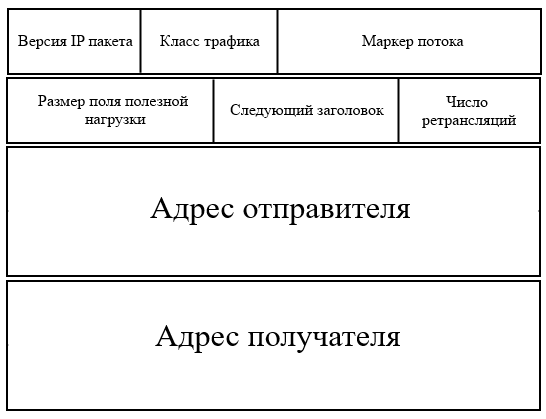 Версия IP пакета
Класс трафика
Маркер потока
Размер поля полезной
нагрузки
Следующий заголовок
Число
ретрансляций
Адрес отправителя
Адрес получателя